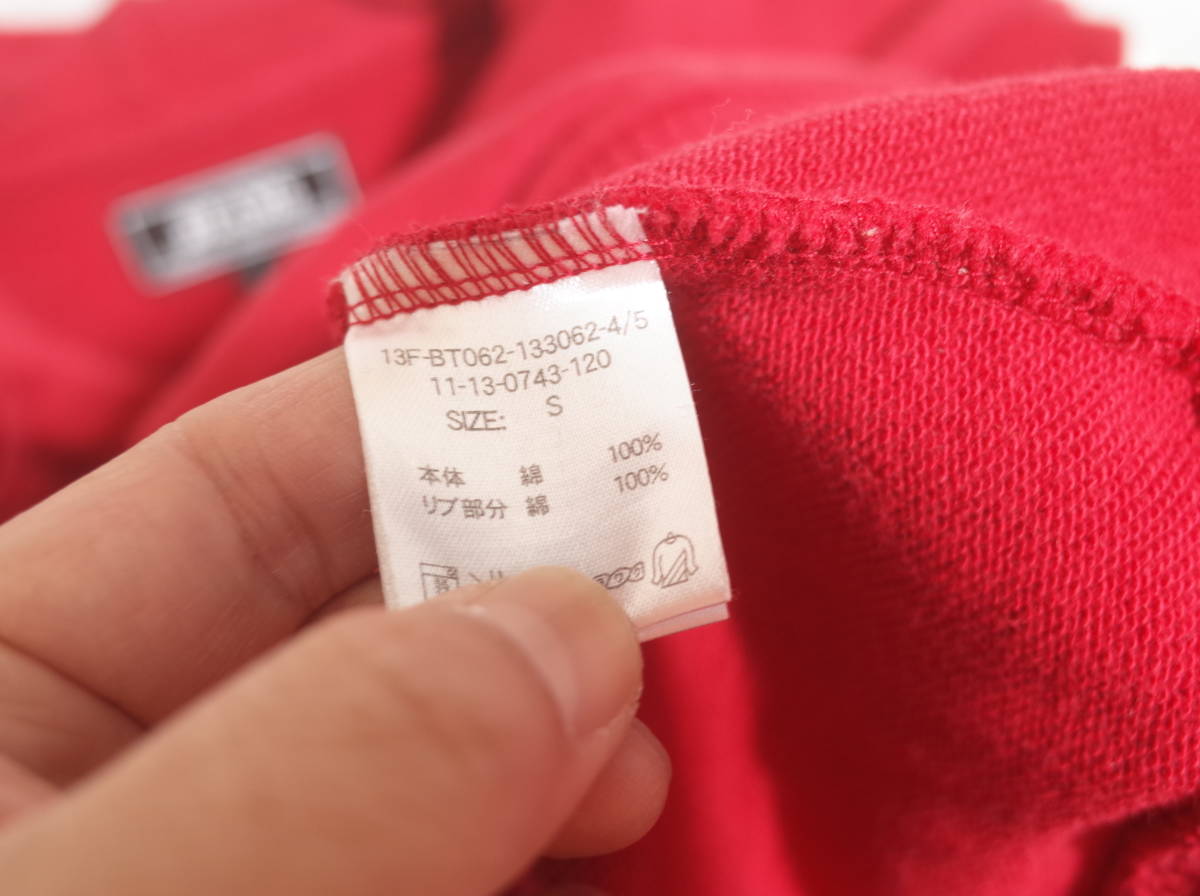 13F-BT062-133062-4/5
11-13-0743-120
SIZE: S
本体 綿 100%
リブ部分 綿 100%